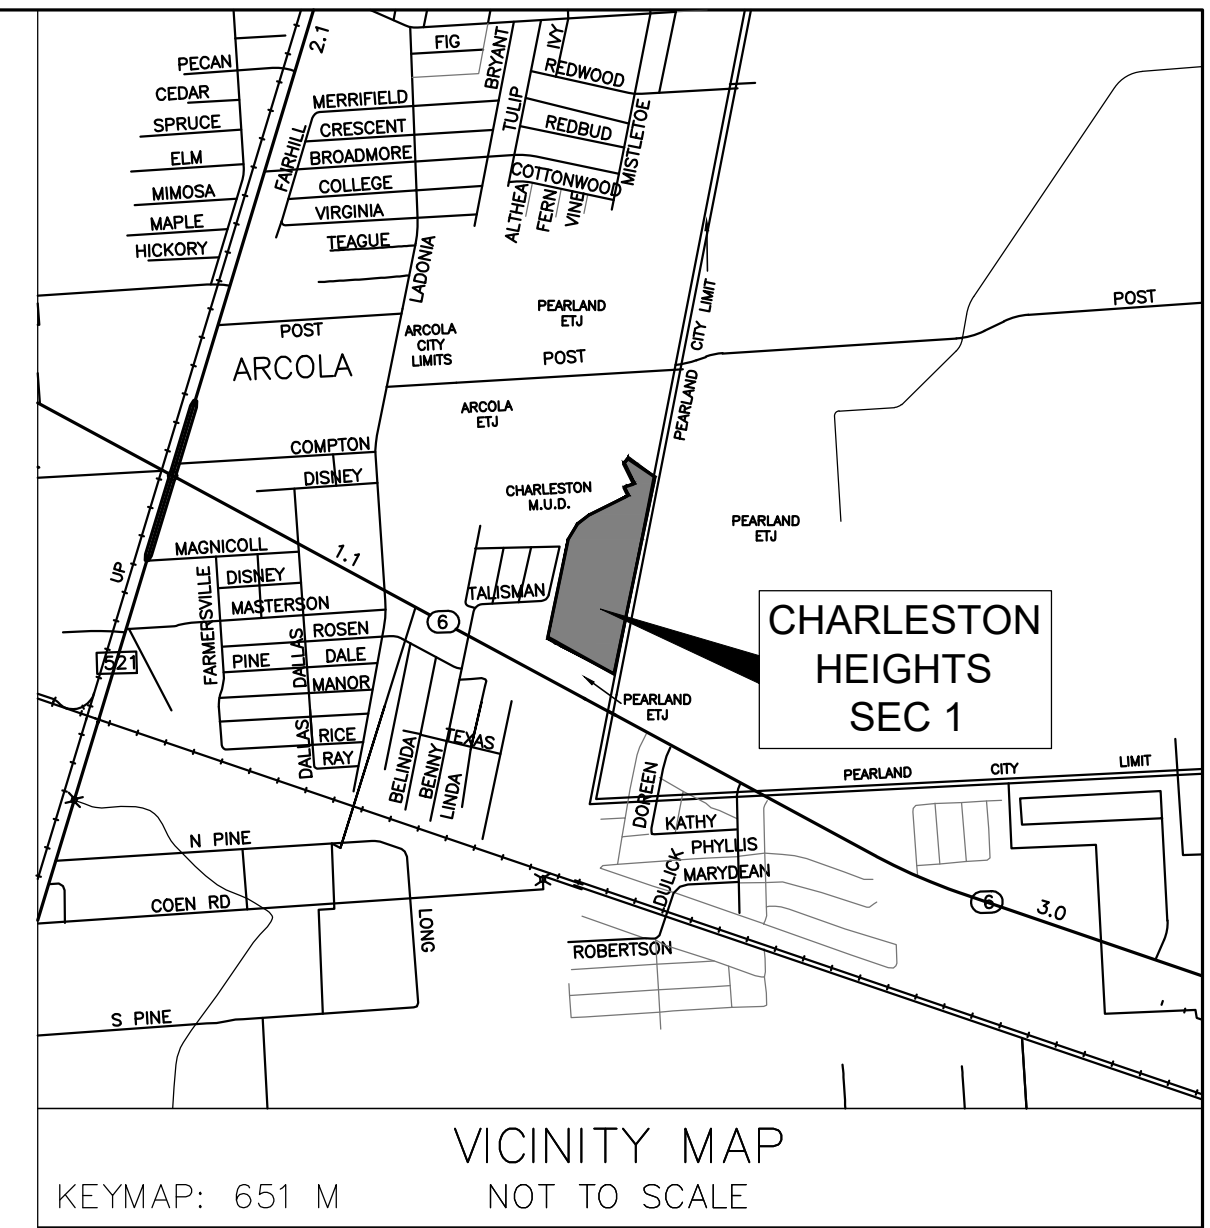 2.1
FIG
BRYANT
IVY
PECAN
REDWOOD
CEDAR
MERRIFIELD
TULIP
SPRUCE
CRESCENT
REDBUD
MISTLETOE
FAIRHILL
ELM
BROADMORE
COTTONWOOD
MIMOSA
COLLEGE
ALTHEA
FERN
VINE
MAPLE
VIRGINIA
HICKORY
TEAGUE
LADONIA
PEARLAND
ETJ
PEARLAND CITY LIMIT
POST
POST
ARCOLA
CITY
LIMITS
POST
ARCOLA
ARCOLA
ETJ
COMPTON
DISNEY
CHARLESTON
M.U.D.
PEARLAND
ETJ
MAGNICOLL
1.1
UP
FARMERSVILLE
DISNEY
TALISMAN
MASTERSON
6
CHARLESTON
HEIGHTS
SEC 1
ROSEN
DALLAS
521
PINE
DALE
MANOR
PEARLAND
ETJ
DALLAS
RICE
RAY
BELINDA
BENNY
LINDA
TEXAS
PEARLAND CITY LIMIT
DOREEN
KATHY
N PINE
PHYLLIS
DULICK
MARYDEAN
COEN RD
LONG
6
3.0
ROBERTSON
S PINE
VICINITY MAP
KEYMAP: 651 M
NOT TO SCALE